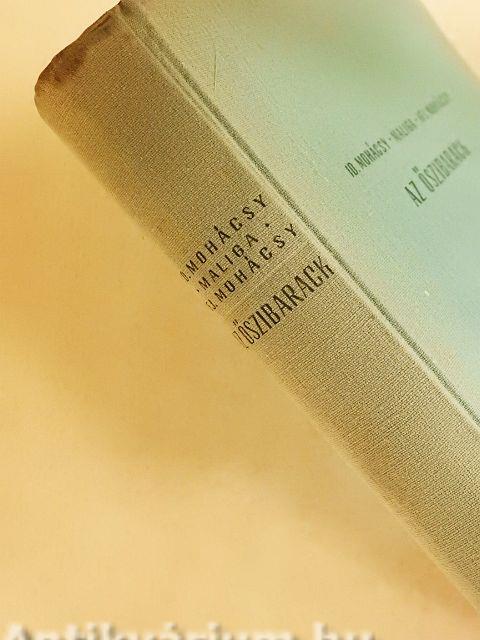 ID. MOHÁCSY · MALIGA · IFJ. MOHÁCSY
AZ ŐSZIBARACK
MOHÁCSY
· MALIGA ·
MOHÁCSY
ŐSZIBARACK
Antikvárium.hu